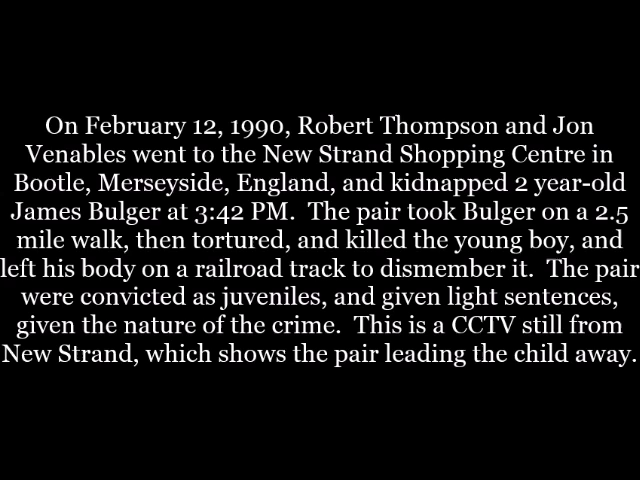 On February 12, 1990, Robert Thompson and Jon
Venables went to the New Strand Shopping Centre in
Bootle, Merseyside, England, and kidnapped 2 year-old
James Bulger at 3:42 PM.  The pair took Bulger on a 2.5
mile walk, then tortured, and killed the young boy, and
left his body on a railroad track to dismember it.  The pair
were convicted as juveniles, and given light sentences,
given the nature of the crime.  This is a CCTV still from
New Strand, which shows the pair leading the child away.